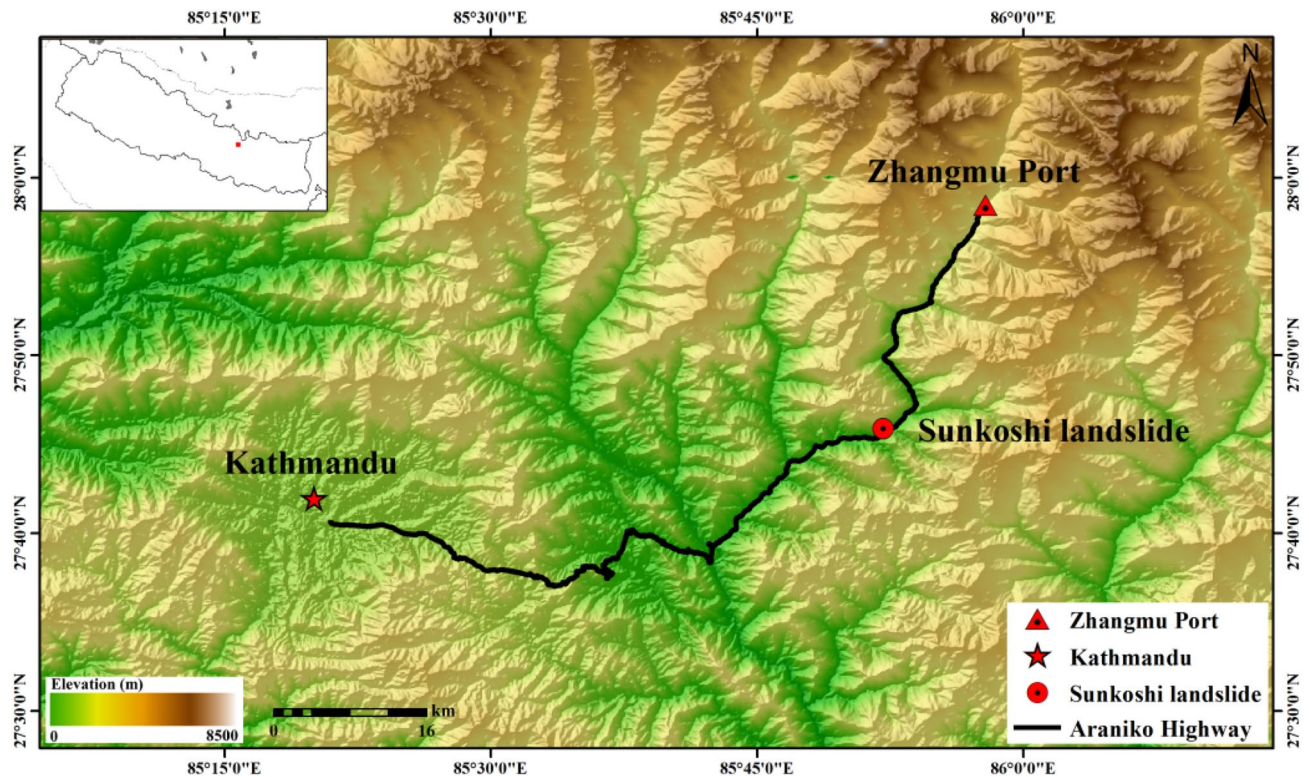 85°15'0"E 85°30'0"E 85°45'0"E 86°0'0"E
N
28°0'0"N 28°0'0"N
Zhangmu Port
27°50'0"N 27°50'0"N
Sunkoshi landslide
Kathmandu
27°40'0"N 27°40'0"N
Zhangmu Port
Kathmandu
Sunkoshi landslide
Araniko Highway
Elevation (m)
0 8500
km
0 16
27°30'0"N 27°30'0"N
85°15'0"E 85°30'0"E 85°45'0"E 86°0'0"E